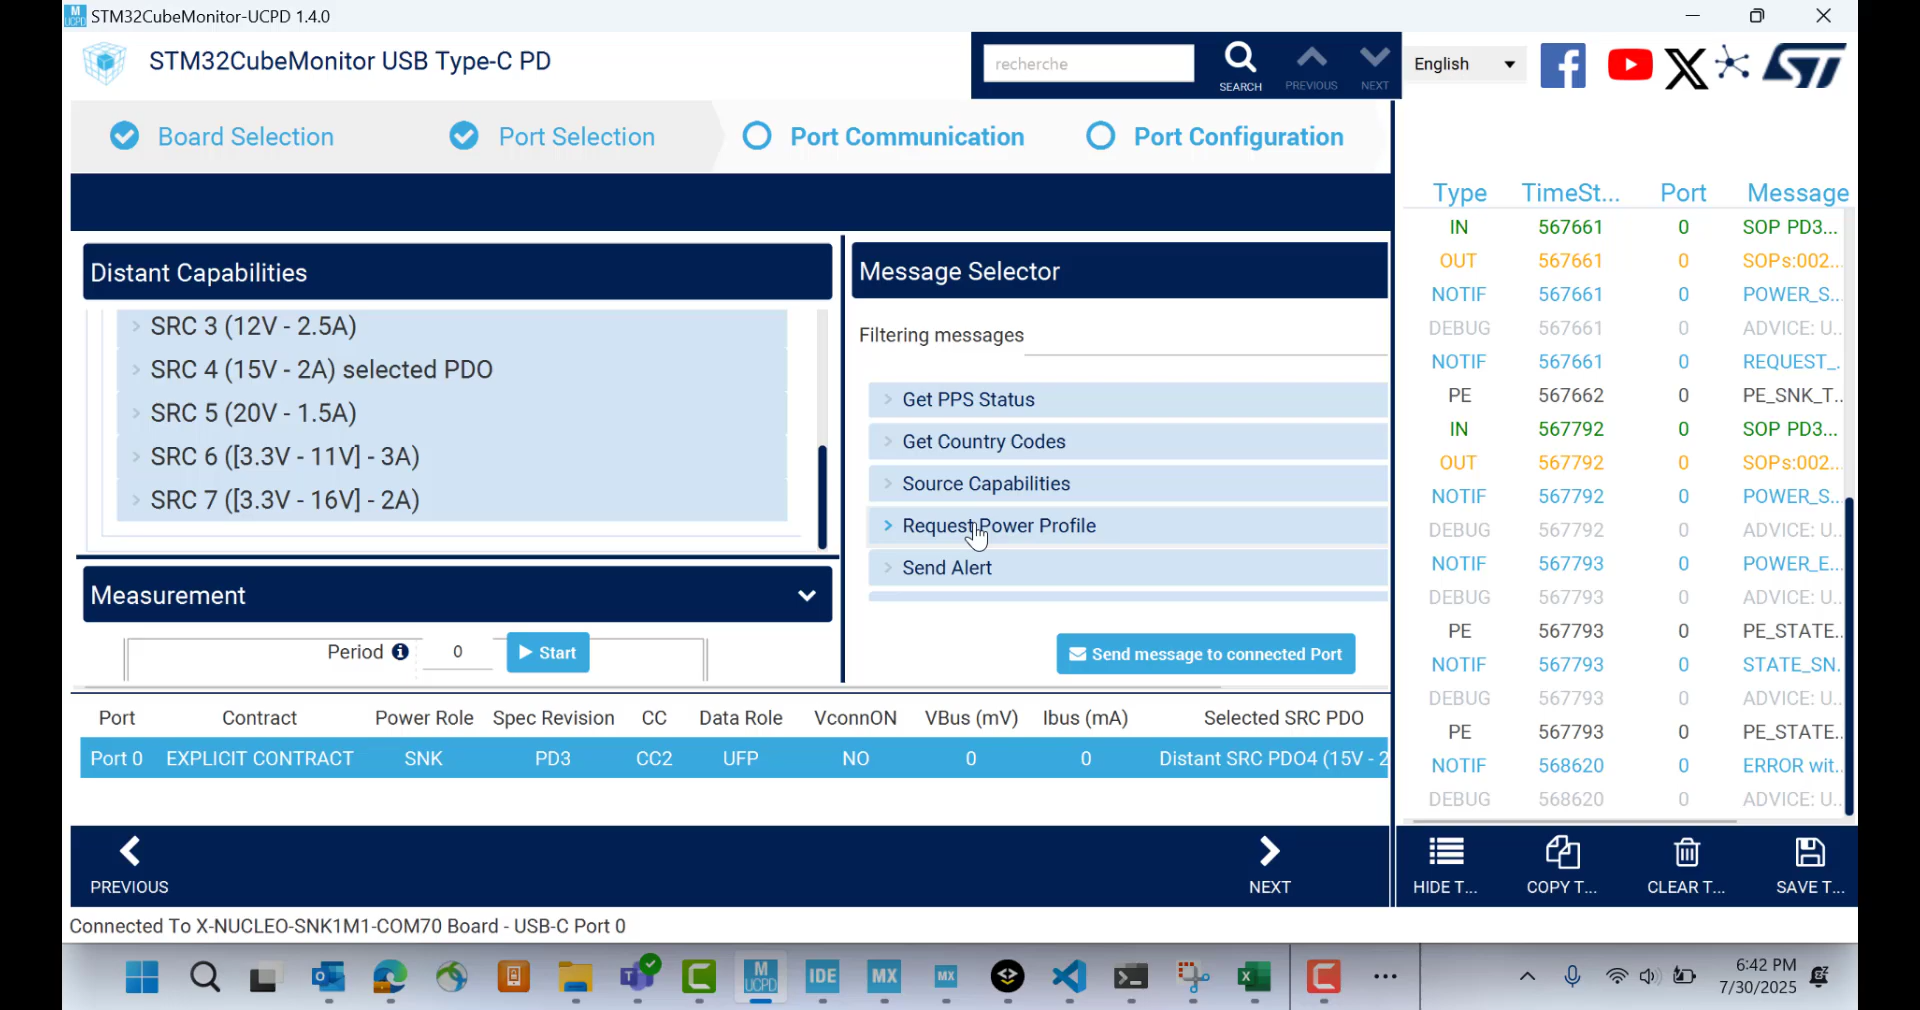 STM32CubeMonitor-UCPD 1.4.0
STM32CubeMonitor USB Type-C PD
recherche
SEARCH
PREVIOUS
NEXT
English
Board Selection
Port Selection
Port Communication
Port Configuration
Distant Capabilities
SRC 3 (12V - 2.5A)
SRC 4 (15V - 2A) selected PDO
SRC 5 (20V - 1.5A)
SRC 6 ([3.3V - 11V] - 3A)
SRC 7 ([3.3V - 16V] - 2A)
Measurement
Period 0 Start
Message Selector
Filtering messages
Get PPS Status
Get Country Codes
Source Capabilities
Request Power Profile
Send Alert
Send message to connected Port
Port Contract Power Role Spec Revision CC Data Role VconnON VBus (mV) Ibus (mA) Selected SRC PDO
Port 0 EXPLICIT CONTRACT SNK PD3 CC2 UFP NO 0 0 Distant SRC PDO4 (15V - 2
PREVIOUS
NEXT
Type TimeSt... Port Message
IN 567661 0 SOP PD3...
OUT 567661 0 SOPs:002...
NOTIF 567661 0 POWER_S...
DEBUG 567661 0 ADVICE: U...
NOTIF 567661 0 REQUEST_...
PE 567662 0 PE_SNK_T...
IN 567792 0 SOP PD3...
OUT 567792 0 SOPs:002...
NOTIF 567792 0 POWER_S...
DEBUG 567792 0 ADVICE: U...
NOTIF 567793 0 POWER_E...
DEBUG 567793 0 ADVICE: U...
PE 567793 0 PE_STATE...
NOTIF 567793 0 STATE_SN...
DEBUG 567793 0 ADVICE: U...
PE 567793 0 PE_STATE...
NOTIF 568620 0 ERROR wit...
DEBUG 568620 0 ADVICE: U...
HIDE T...
COPY T...
CLEAR T...
SAVE T...
Connected To X-NUCLEO-SNK1M1-COM70 Board - USB-C Port 0
M
UCPD
IDE
MX
MX
6:42 PM
7/30/2025